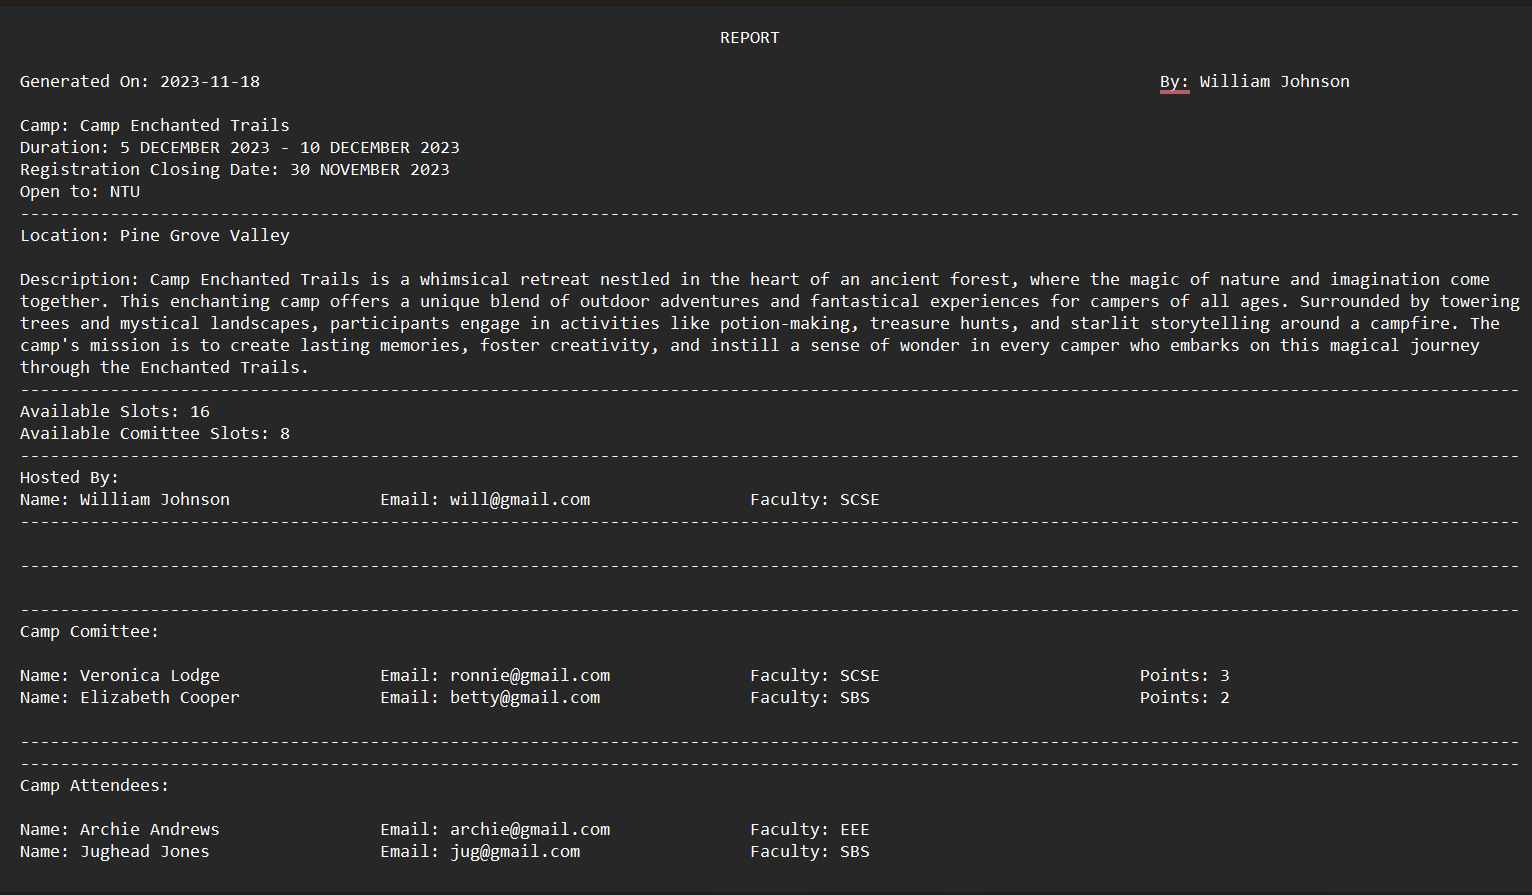 REPORT
Generated On: 2023-11-18 By: William Johnson
Camp: Camp Enchanted Trails
Duration: 5 DECEMBER 2023 - 10 DECEMBER 2023
Registration Closing Date: 30 NOVEMBER 2023
Open to: NTU
------------------------------------------------------------------------------------------------------------------------------------------------------
Location: Pine Grove Valley
Description: Camp Enchanted Trails is a whimsical retreat nestled in the heart of an ancient forest, where the magic of nature and imagination come
together. This enchanting camp offers a unique blend of outdoor adventures and fantastical experiences for campers of all ages. Surrounded by towering
trees and mystical landscapes, participants engage in activities like potion-making, treasure hunts, and starlit storytelling around a campfire. The
camp's mission is to create lasting memories, foster creativity, and instill a sense of wonder in every camper who embarks on this magical journey
through the Enchanted Trails.
------------------------------------------------------------------------------------------------------------------------------------------------------
Available Slots: 16
Available Comittee Slots: 8
------------------------------------------------------------------------------------------------------------------------------------------------------
Hosted By:
Name: William Johnson Email: will@gmail.com Faculty: SCSE
------------------------------------------------------------------------------------------------------------------------------------------------------
------------------------------------------------------------------------------------------------------------------------------------------------------
------------------------------------------------------------------------------------------------------------------------------------------------------
Camp Comittee:
Name: Veronica Lodge Email: ronnie@gmail.com Faculty: SCSE Points: 3
Name: Elizabeth Cooper Email: betty@gmail.com Faculty: SBS Points: 2
------------------------------------------------------------------------------------------------------------------------------------------------------
------------------------------------------------------------------------------------------------------------------------------------------------------
Camp Attendees:
Name: Archie Andrews Email: archie@gmail.com Faculty: EEE
Name: Jughead Jones Email: jug@gmail.com Faculty: SBS